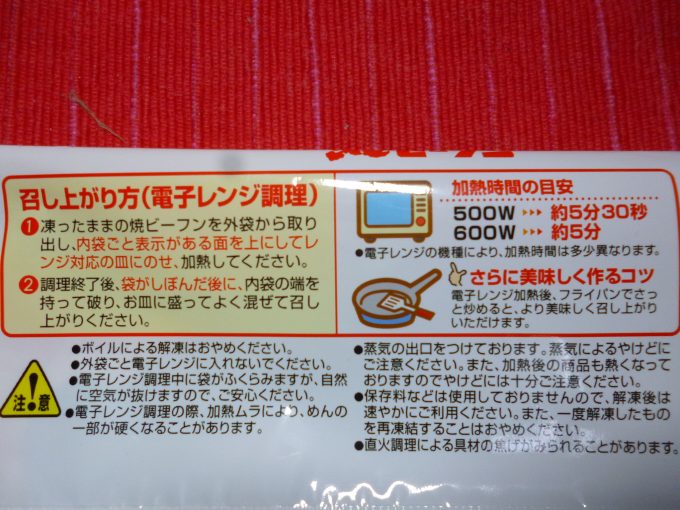 召し上がり方(電子レンジ調理)
❶凍ったままの焼ビーフンを外袋から取り
出し、内袋ごと表示がある面を上にしてレ
ンジ対応の皿にのせ、加熱してください。
❷調理終了後、袋がしぼんだ後に、内袋の端を
持って破り、お皿に盛ってよく混ぜて召し
上がりください。
加熱時間の目安
500W 約5分30秒
600W 約5分
●電子レンジの機種により、加熱時間は多少異なります。
さらに美味しく作るコツ
電子レンジ加熱後、フライパンでさっ
と炒めると、より美味しく召し上がり
いただけます。
注!意
●ボイルによる解凍はおやめください。
●外袋ごと電子レンジに入れないでください。
●電子レンジ調理中に袋がふくらみますが、自然
に空気が抜けますので、ご安心ください。
●電子レンジ調理の際、加熱ムラにより、めんの
一部が硬くなることがあります。
●蒸気の出口をつけております。蒸気によるやけどに
ご注意ください。また、加熱後の商品も熱くなって
おりますのでやけどには十分ご注意ください。
●保存料などは使用しておりませんので、解凍後は
速やかにご利用ください。また、一度解凍したもの
を再凍結することはおやめください。
●直火調理による具材の焦げがみられることがあります。